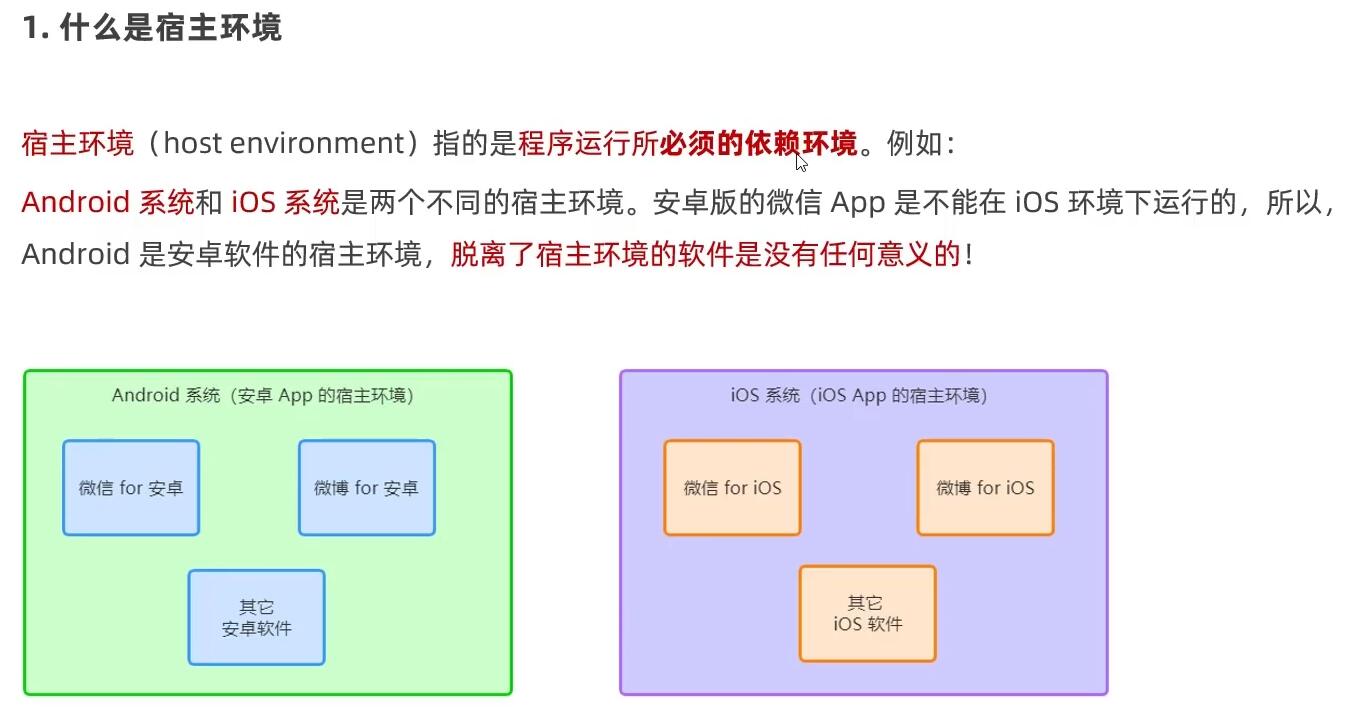 1. 什么是宿主环境
宿主环境（host environment）指的是程序运行所必须的依赖环境。例如：
Android 系统和 iOS 系统是两个不同的宿主环境。安卓版的微信 App 是不能在 iOS 环境下运行的，所以，
Android 是安卓软件的宿主环境，脱离了宿主环境的软件是没有任何意义的！
Android 系统（安卓 App 的宿主环境）
微信 for 安卓
微博 for 安卓
其它
安卓软件
iOS 系统（iOS App 的宿主环境）
微信 for iOS
微博 for iOS
其它
iOS 软件